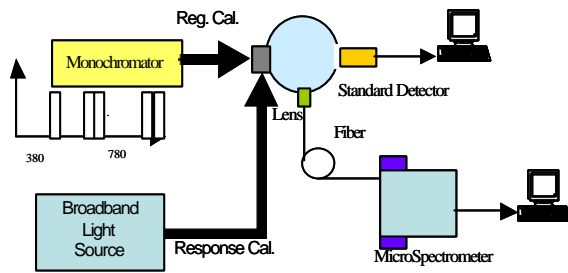 Reg. Cal.
Monochromator
Standard Detector
Lens
Fiber
380
780
Broadband
Light
Source
Response Cal.
MicroSpectrometer